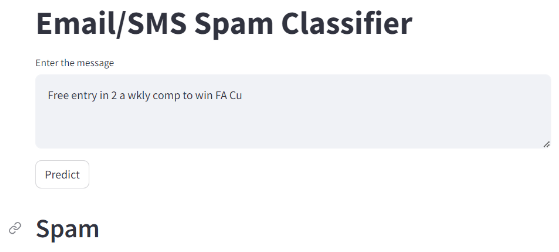 Email/SMS Spam Classifier
Enter the message
Free entry in 2 a wkly comp to win FA Cu
Predict
Spam